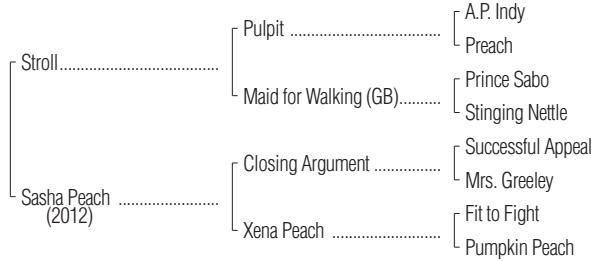 A.P. Indy
Pulpit ....................................
Preach
Stroll......................................
Prince Sabo
Maid for Walking (GB)..........
Stinging Nettle
Successful Appeal
Closing Argument ................
Mrs. Greeley
Sasha Peach ........................
(2012)
Fit to Fight
Xena Peach ..........................
Pumpkin Peach